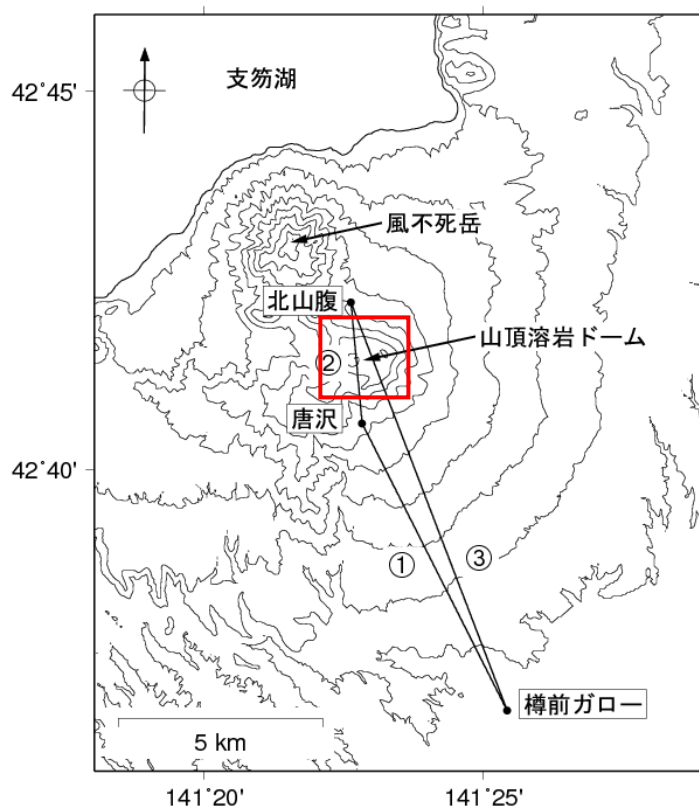 42°45'
支笏湖
風不死岳
北山腹
山頂溶岩ドーム
②
唐沢
42°40'
①
③
樽前ガロー
5 km
141°20'
141°25'